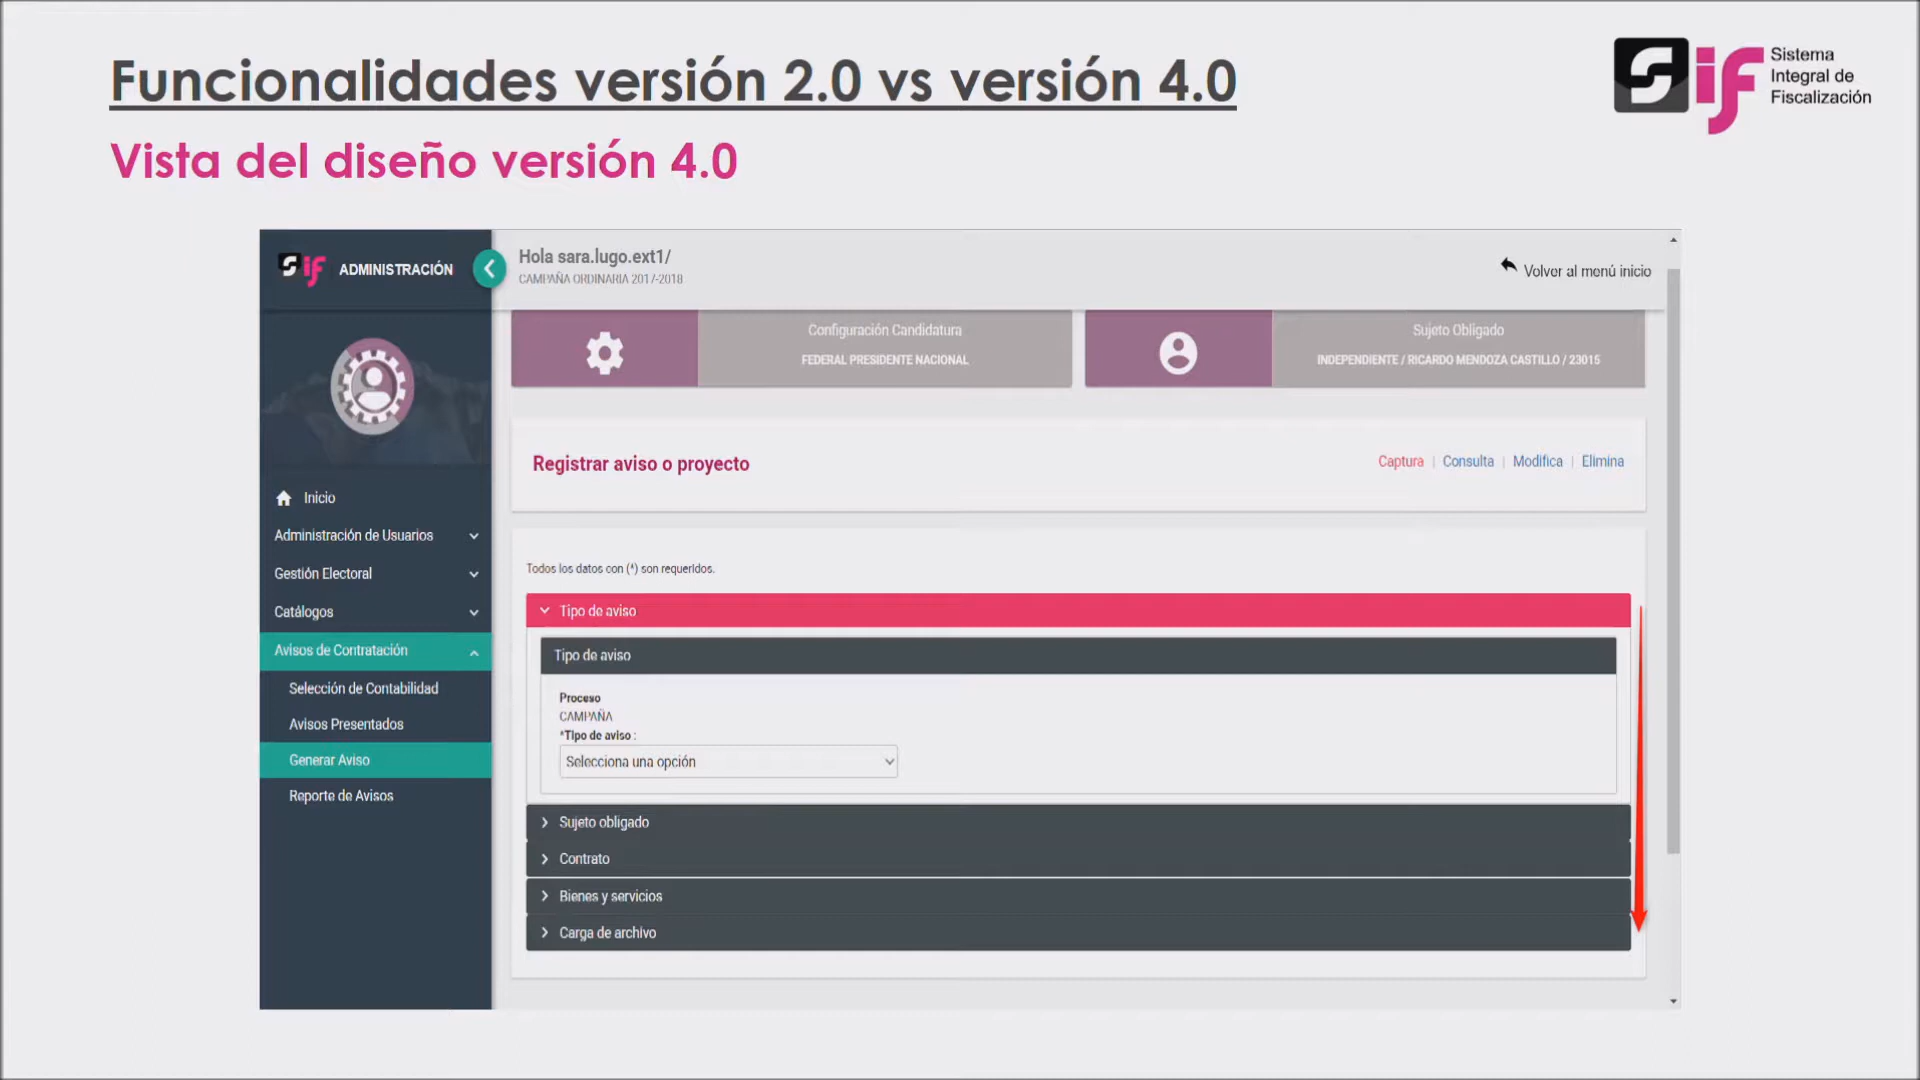 Funcionalidades versión 2.0 vs versión 4.0
Vista del diseño versión 4.0
Sif Sistema
Integral de
Fiscalización
Sif ADMINISTRACIÓN
Hola sara.lugo.ext1/
CAMPAÑA ORDINARIA 2017-2018
Volver al menú inicio
Configuración Candidatura
FEDERAL PRESIDENTE NACIONAL
Sujeto Obligado
INDEPENDIENTE / RICARDO MENDOZA CASTILLO / 23015
Inicio
Administración de Usuarios
Gestión Electoral
Catálogos
Avisos de Contratación
Selección de Contabilidad
Avisos Presentados
Generar Aviso
Reporte de Avisos
Registrar aviso o proyecto
Captura | Consulta | Modifica | Elimina
Todos los datos con (*) son requeridos.
Tipo de aviso
Tipo de aviso
Proceso
CAMPAÑA
*Tipo de aviso :
Selecciona una opción
Sujeto obligado
Contrato
Bienes y servicios
Carga de archivo